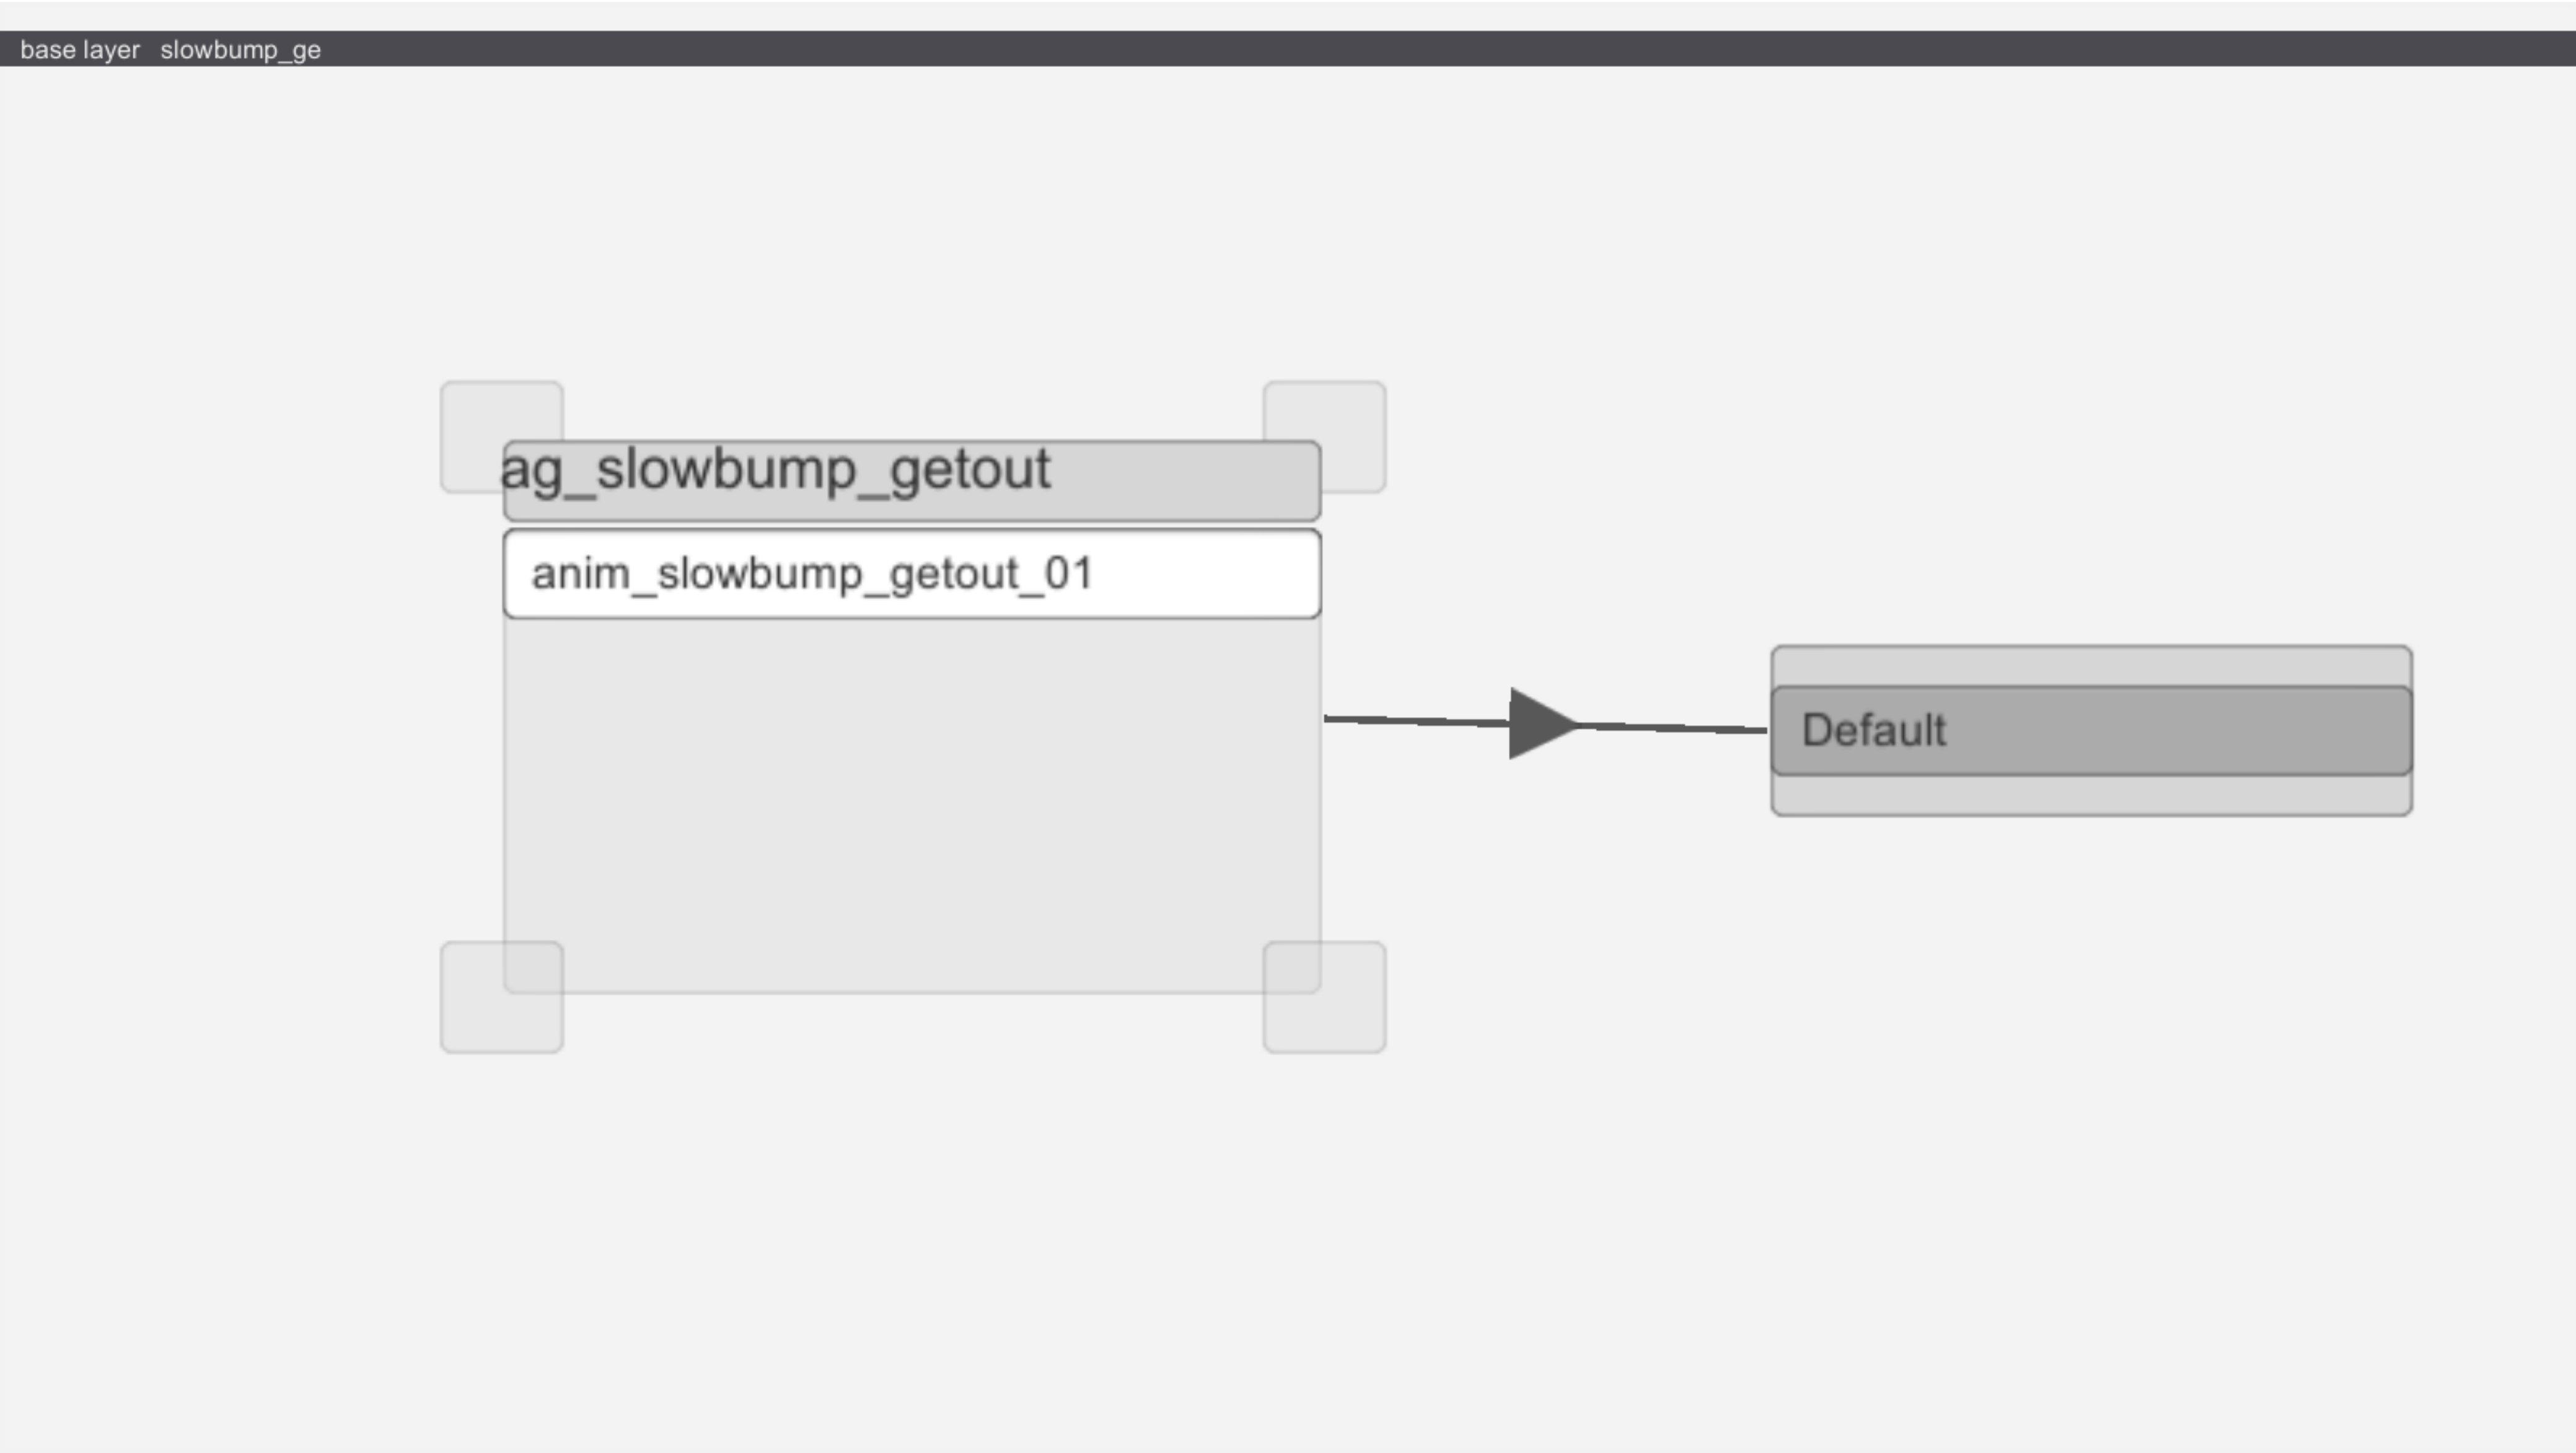 base layer slowbump_ge
ag_slowbump_getout
anim_slowbump_getout_01
Default